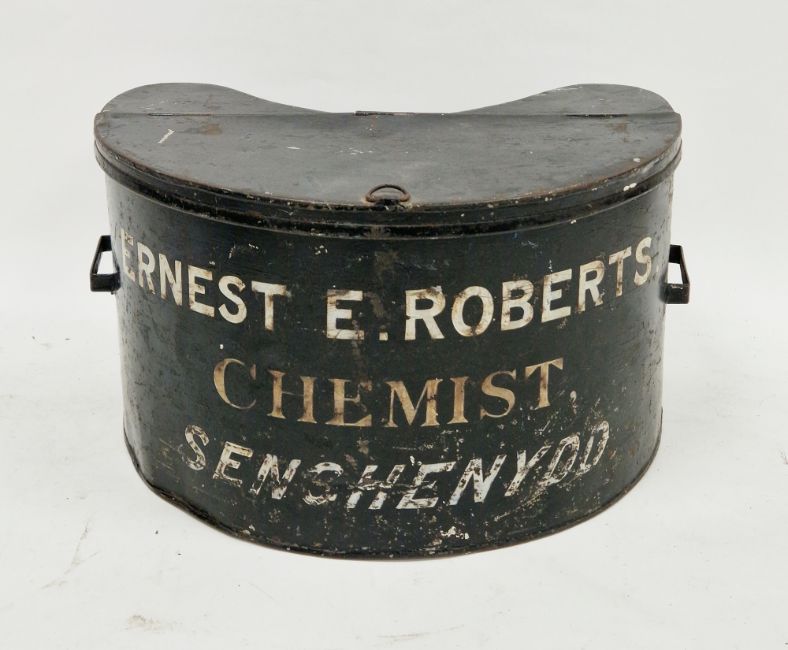 ERNEST E. ROBERTS.
CHEMIST,
SENGHENYDD